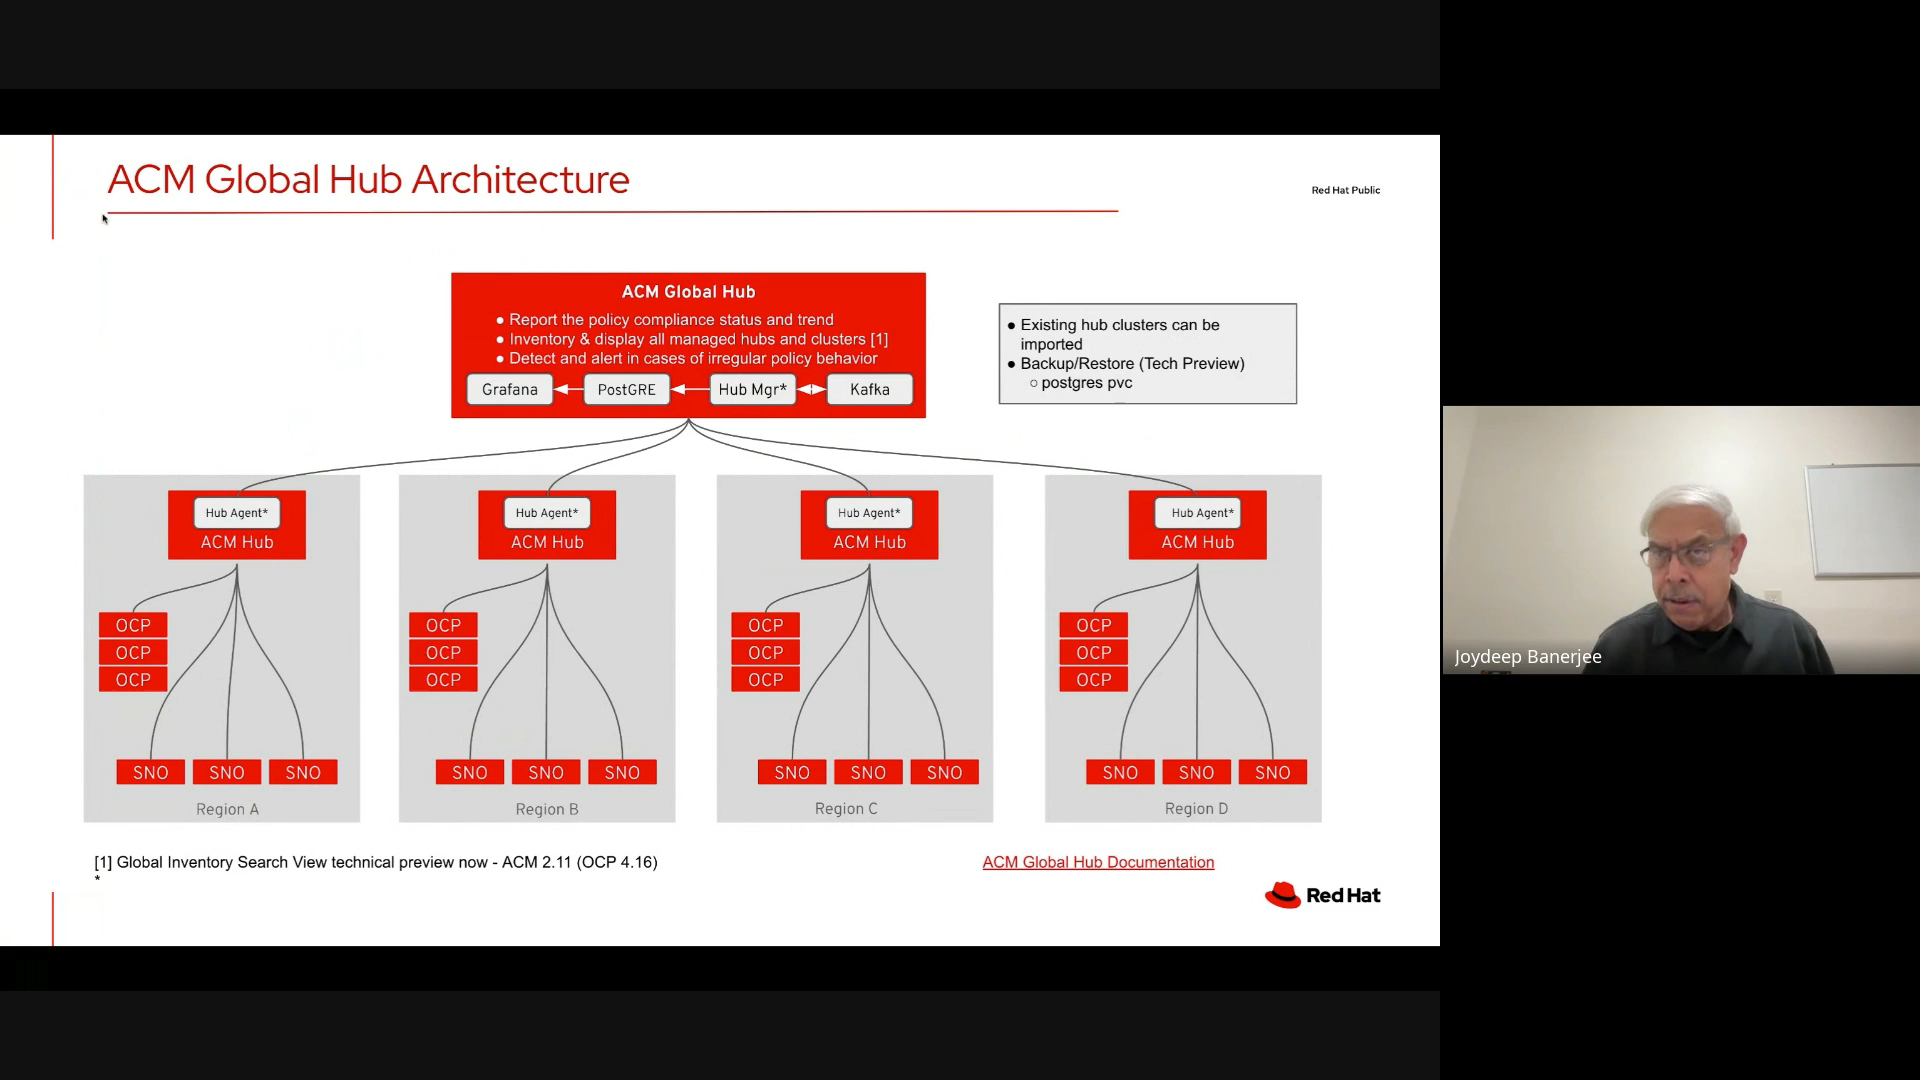 ACM Global Hub Architecture
Red Hat Public
ACM Global Hub
● Report the policy compliance status and trend
● Inventory & display all managed hubs and clusters [1]
● Detect and alert in cases of irregular policy behavior
Grafana PostGRE Hub Mgr* Kafka
● Existing hub clusters can be
imported
● Backup/Restore (Tech Preview)
○ postgres pvc
Hub Agent*
ACM Hub
OCP
OCP
OCP
SNO SNO SNO
Region A
Hub Agent*
ACM Hub
OCP
OCP
OCP
SNO SNO SNO
Region B
Hub Agent*
ACM Hub
OCP
OCP
OCP
SNO SNO SNO
Region C
Hub Agent*
ACM Hub
OCP
OCP
OCP
SNO SNO SNO
Region D
[1] Global Inventory Search View technical preview now - ACM 2.11 (OCP 4.16)
*
ACM Global Hub Documentation
Red Hat
Joydeep Banerjee